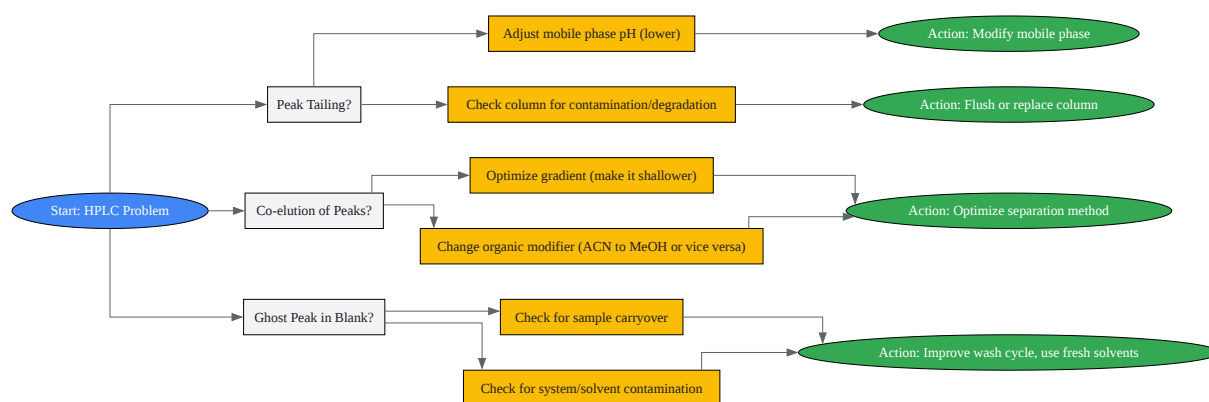 Adjust mobile phase pH (lower)
Action: Modify mobile phase
Peak Tailing?
Check column for contamination/degradation
Action: Flush or replace column
Optimize gradient (make it shallower)
Start: HPLC Problem
Co-elution of Peaks?
Action: Optimize separation method
Change organic modifier (ACN to MeOH or vice versa)
Ghost Peak in Blank?
Check for sample carryover
Action: Improve wash cycle, use fresh solvents
Check for system/solvent contamination